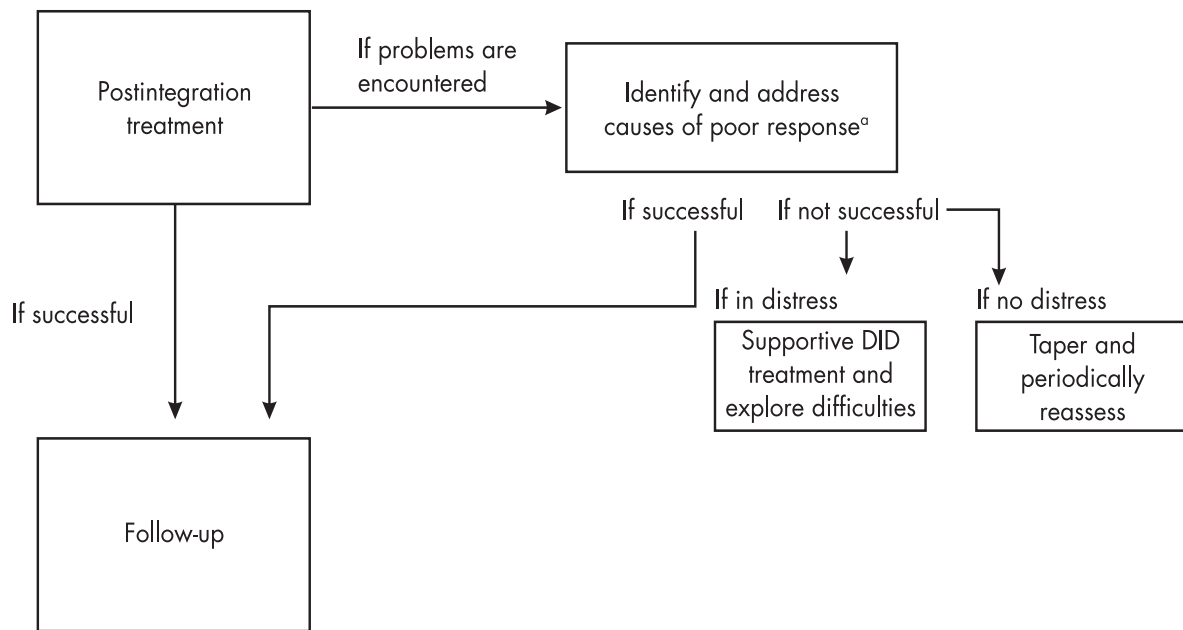 If problems are
encountered
Postintegration
treatment
Identify and address
causes of poor responseª
If successful
If not successful
If successful
If in distress
If no distress
Supportive DID
treatment and
explore difficulties
Taper and
periodically
reassess
Follow-up